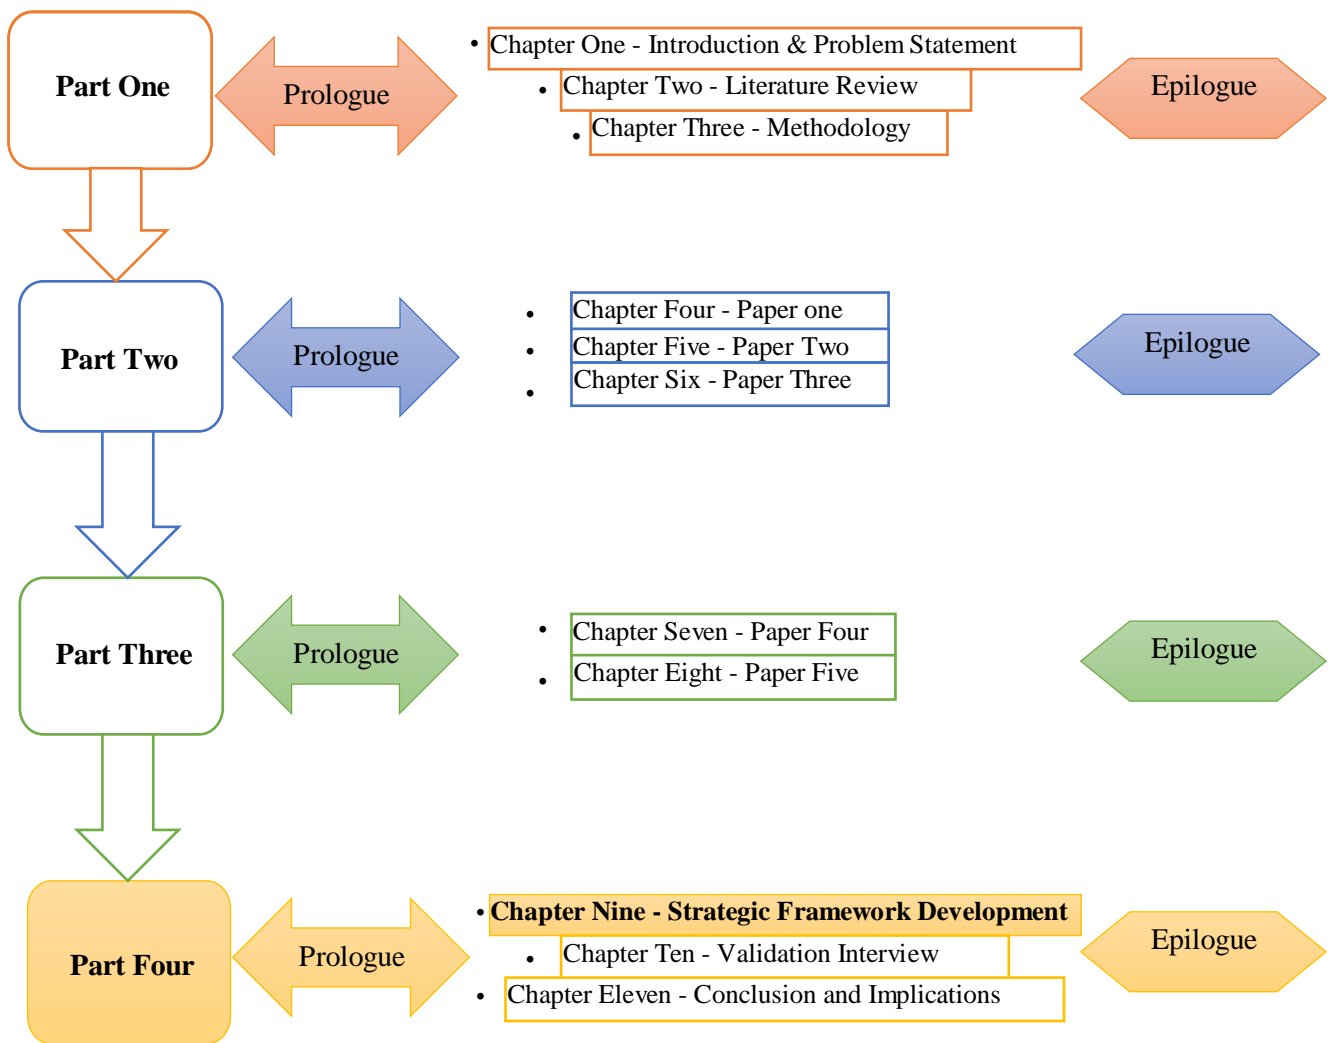 Part One
Prologue
• Chapter One - Introduction & Problem Statement
• Chapter Two - Literature Review
• Chapter Three - Methodology
Epilogue
Part Two
Prologue
• Chapter Four - Paper one
• Chapter Five - Paper Two
• Chapter Six - Paper Three
Epilogue
Part Three
Prologue
• Chapter Seven - Paper Four
• Chapter Eight - Paper Five
Epilogue
Part Four
Prologue
• Chapter Nine - Strategic Framework Development
• Chapter Ten - Validation Interview
• Chapter Eleven - Conclusion and Implications
Epilogue